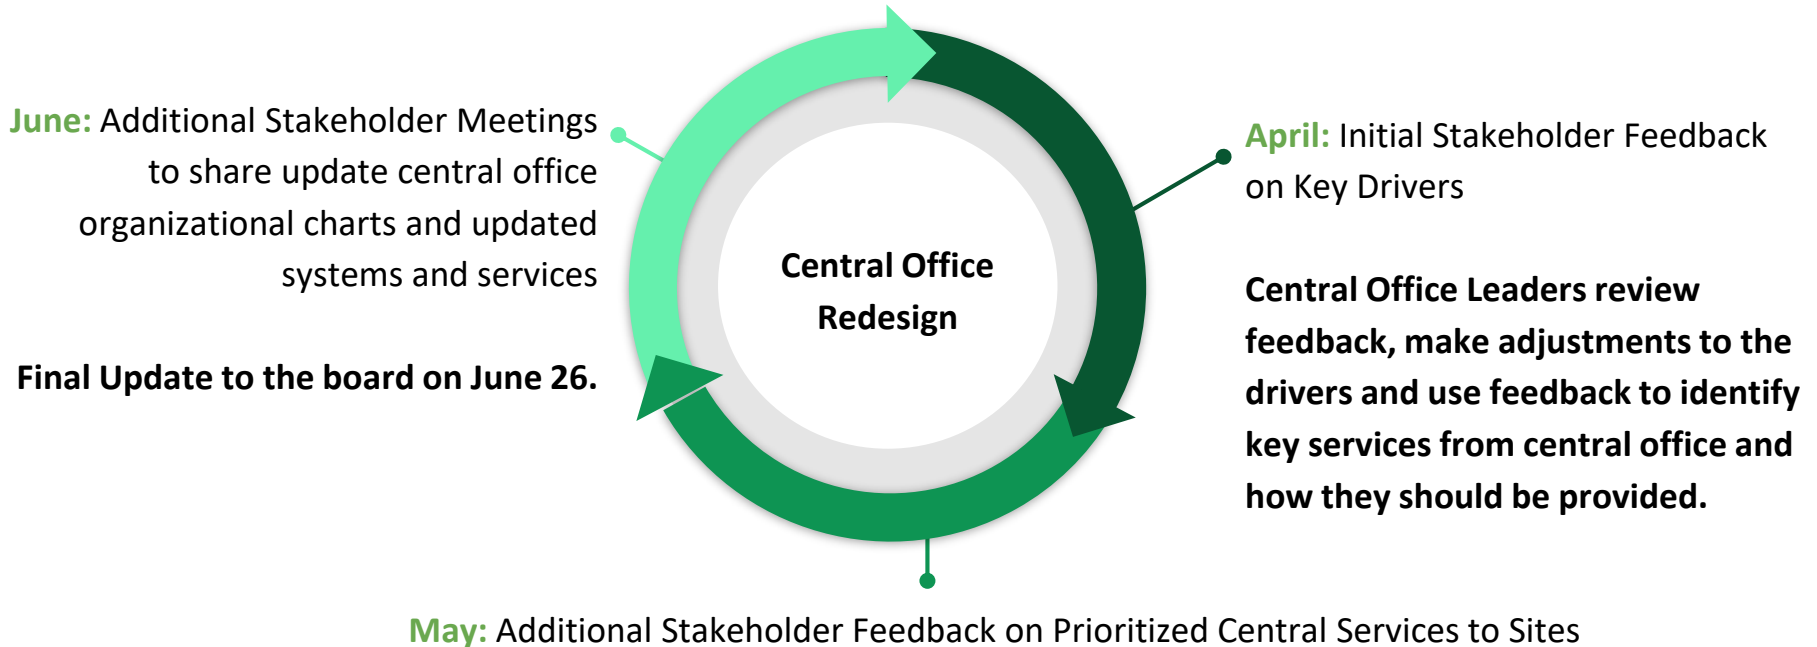 June: Additional Stakeholder Meetings
to share update central office
organizational charts and updated
systems and services
Final Update to the board on June 26.
Central Office
Redesign
April: Initial Stakeholder Feedback
on Key Drivers
Central Office Leaders review
feedback, make adjustments to the
drivers and use feedback to identify
key services from central office and
how they should be provided.
May: Additional Stakeholder Feedback on Prioritized Central Services to Sites